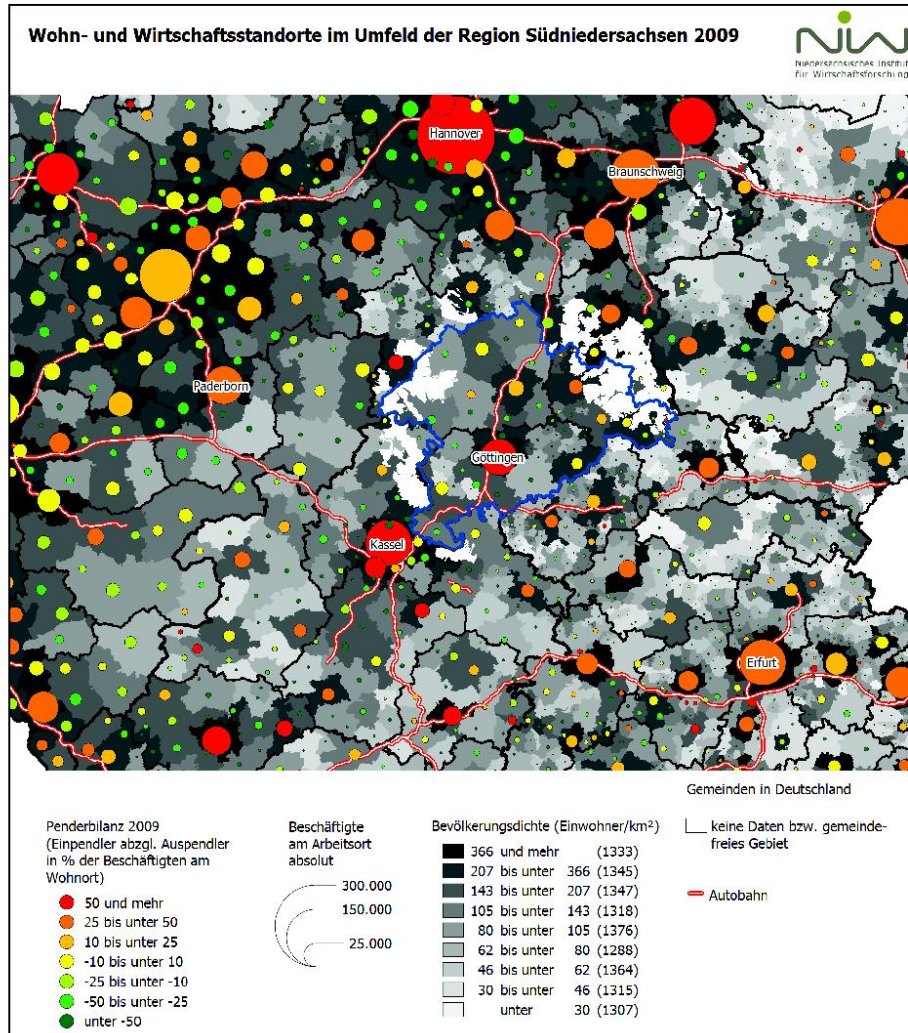 Wohn- und Wirtschaftsstandorte im Umfeld der Region Südniedersachsen 2009
NIW
Niedersächsisches Institut
für Wirtschaftsforschung
Hannover
Braunschweig
Paderborn
Göttingen
Kassel
Erfurt
Gemeinden in Deutschland
Penderbilanz 2009
(Einpendler abzgl. Auspendler
in % der Beschäftigten am
Wohnort)
50 und mehr
25 bis unter 50
10 bis unter 25
-10 bis unter 10
-25 bis unter -10
-50 bis unter -25
unter -50
Beschäftigte
am Arbeitsort
absolut
300.000
150.000
25.000
Bevölkerungsdichte (Einwohner/km²)
366 und mehr (1333)
207 bis unter 366 (1345)
143 bis unter 207 (1347)
105 bis unter 143 (1318)
80 bis unter 105 (1376)
62 bis unter 80 (1288)
46 bis unter 62 (1364)
30 bis unter 46 (1315)
unter 30 (1307)
keine Daten bzw. gemeinde-
freies Gebiet
Autobahn